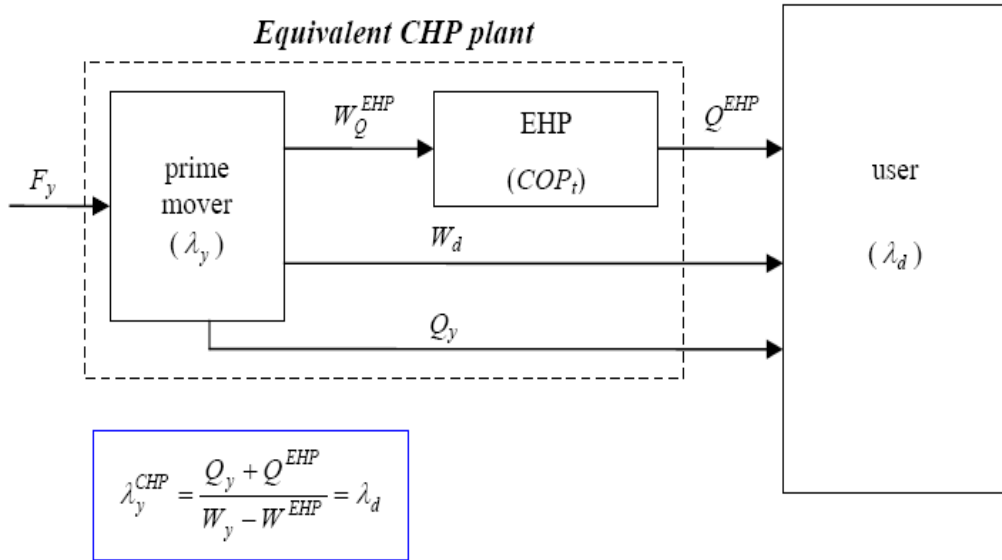 Equivalent CHP plant
F_y
prime
mover
(λ_y)
W_Q^{EHP}
EHP
(COP_t)
Q^{EHP}
W_d
Q_y
user
(λ_d)
λ_y^{CHP} = \frac{Q_y + Q^{EHP}}{W_y - W^{EHP}} = λ_d